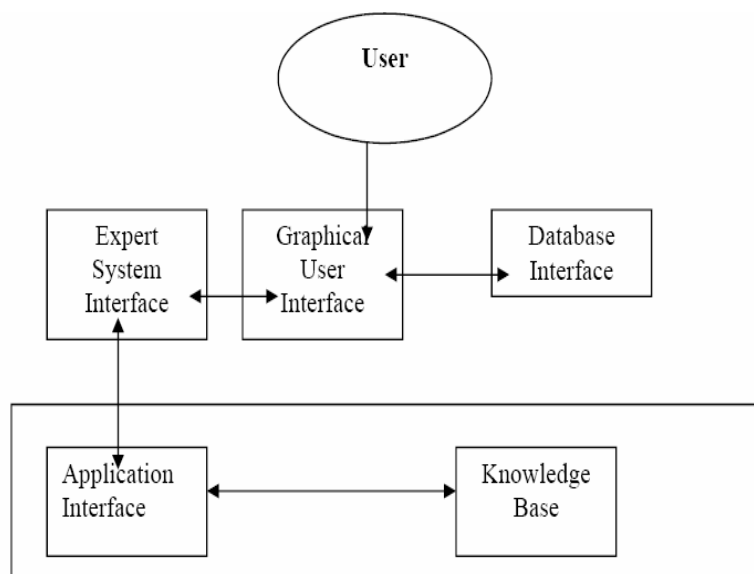 User
Expert
System
Interface
Graphical
User
Interface
Database
Interface
Application
Interface
Knowledge
Base